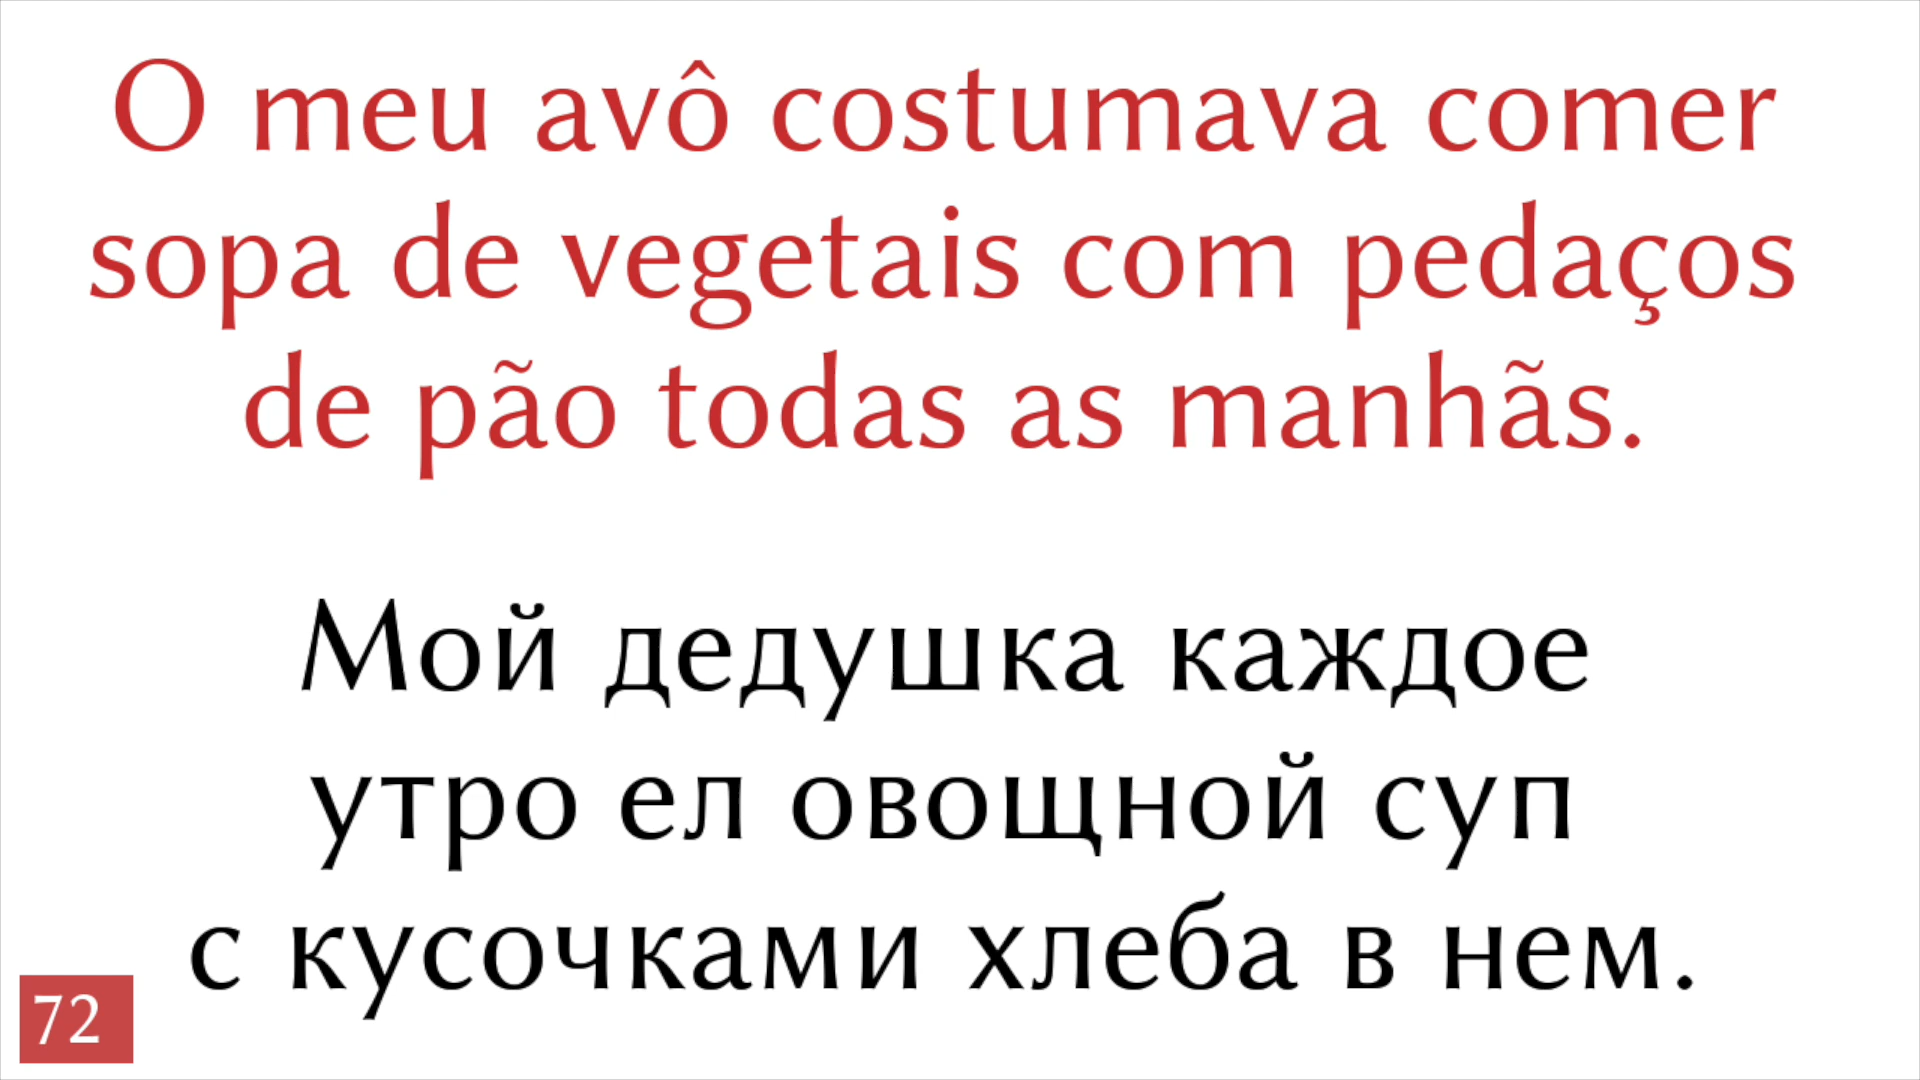 O meu avô costumava comer
sopa de vegetais com pedaços
de pão todas as manhãs.
Мой дедушка каждое
утро ел овощной суп
с кусочками хлеба в нем.
72